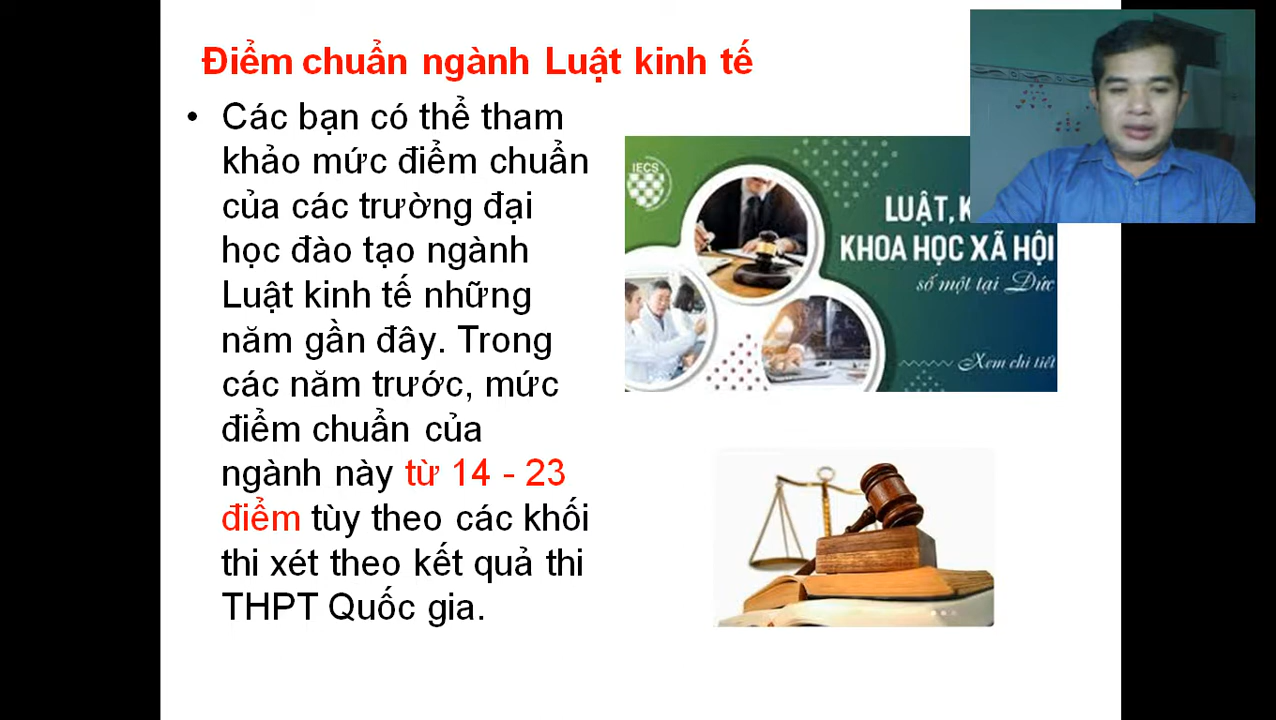 Điểm chuẩn ngành Luật kinh tế
• Các bạn có thể tham
khảo mức điểm chuẩn
của các trường đại
học đào tạo ngành
Luật kinh tế những
năm gần đây. Trong
các năm trước, mức
điểm chuẩn của
ngành này từ 14 - 23
điểm tùy theo các khối
thi xét theo kết quả thi
THPT Quốc gia.
IECS
LUẬT, K
KHOA HỌC XÃ HỘI
số một tại Đức
Xem chi tiết